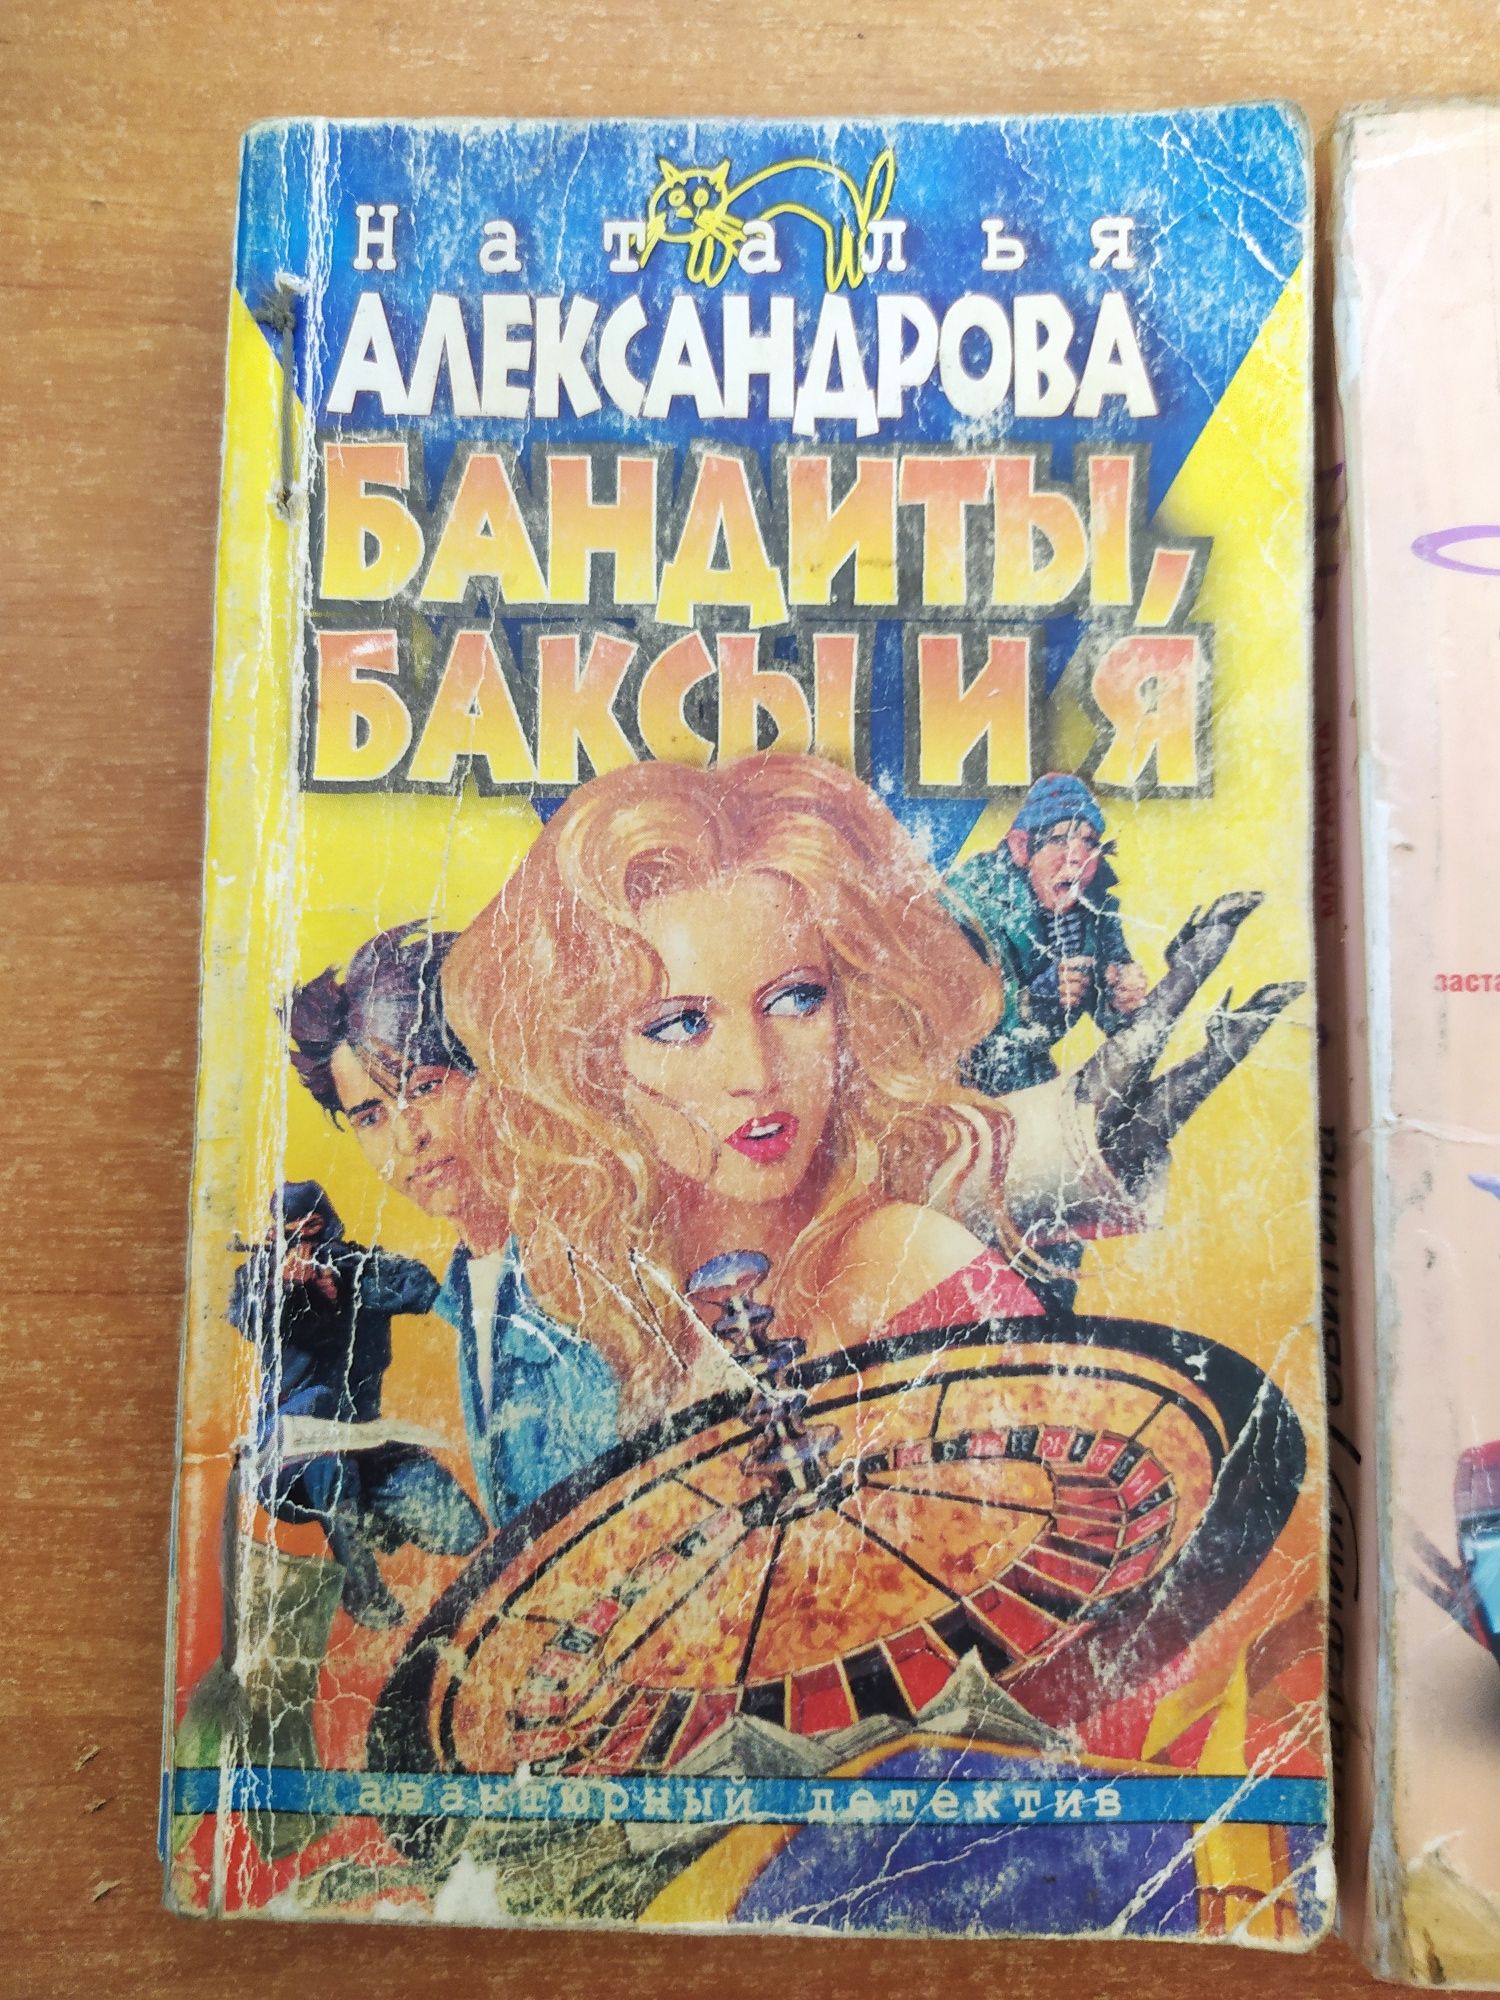 Наталья
АЛЕКСАНДРОВА
БАНДИТЫ,
БАКСЫ И Я
авантюрный детектив
заста